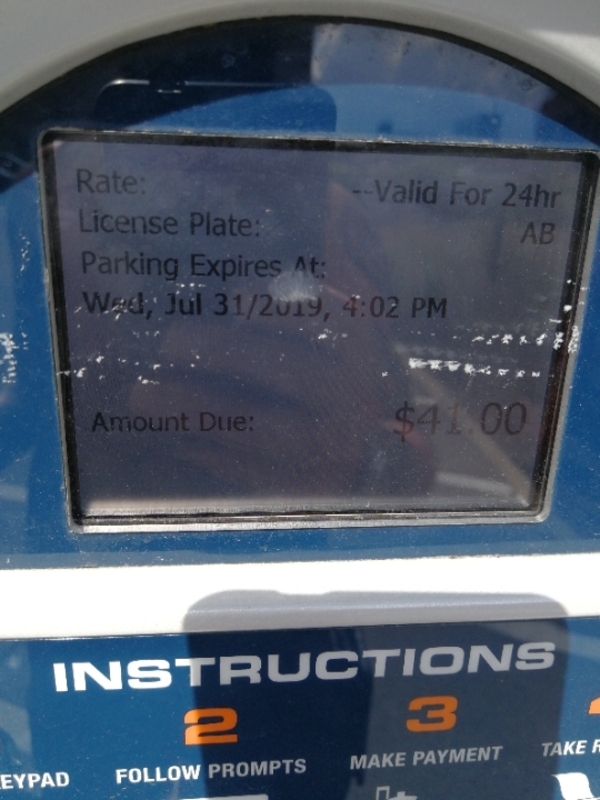 Rate: --Valid For 24hr
License Plate: AB
Parking Expires At:
Wed, Jul 31/2019, 4:02 PM
Amount Due: $41.00
INSTRUCTIONS
2 3
FOLLOW PROMPTS MAKE PAYMENT TAKE